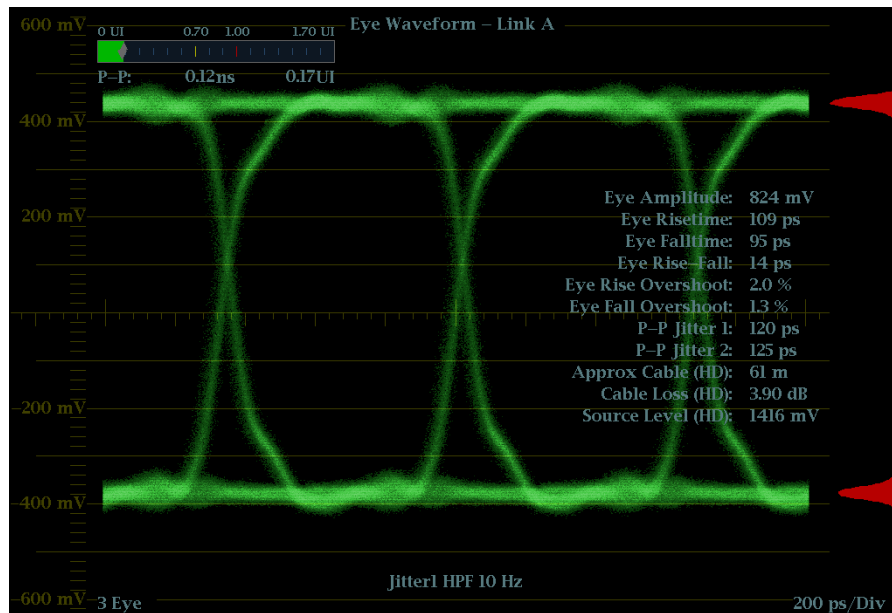 600 mV
Eye Waveform – Link A
0 UI 0.70 1.00 1.70 UI
P–P: 0.12ns 0.17UI
400 mV
200 mV
Eye Amplitude: 824 mV
Eye Risetime: 109 ps
Eye Falltime: 95 ps
Eye Rise–Fall: 14 ps
Eye Rise Overshoot: 2.0 %
Eye Fall Overshoot: 1.3 %
0 mV
P–P Jitter 1: 120 ps
P–P Jitter 2: 125 ps
Approx Cable (HD): 61 m
Cable Loss (HD): 3.90 dB
-200 mV
Source Level (HD): 1416 mV
-400 mV
Jitter1 HPF 10 Hz
-600 mV
3 Eye
200 ps/Div